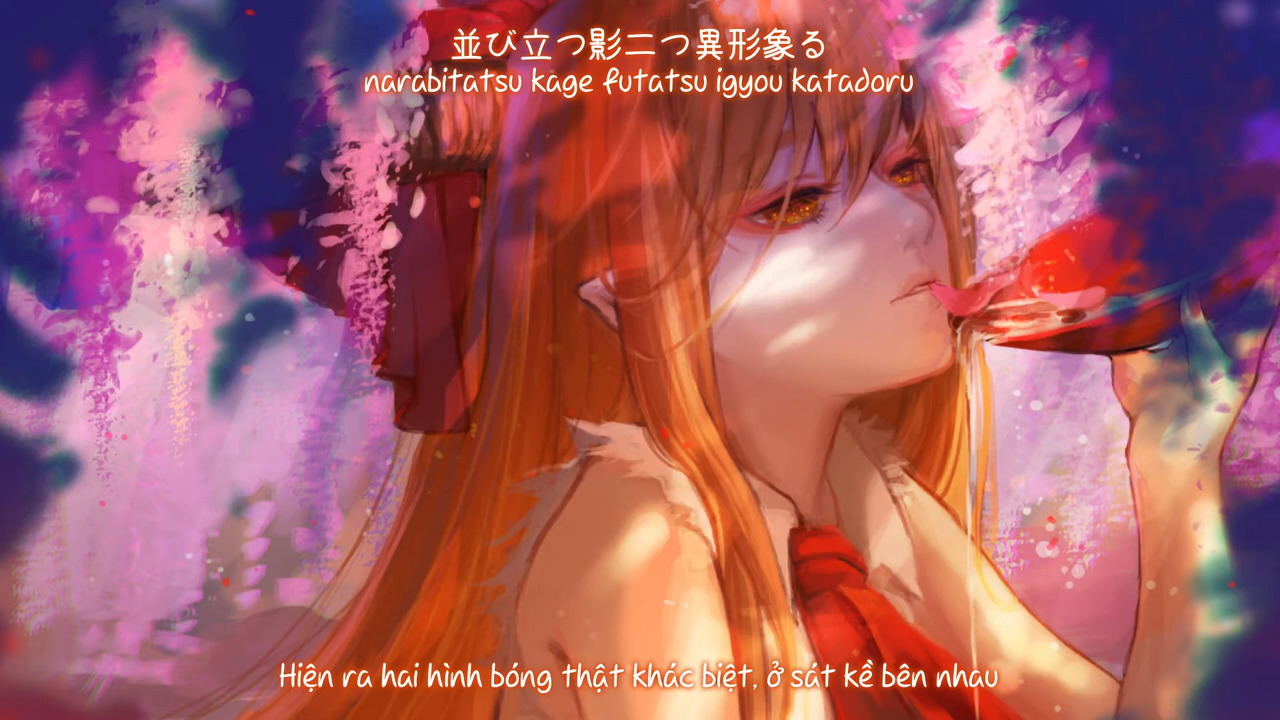 並び立つ影二つ異形象る
narabitatsu kage futatsu igyou katadoru
Hiện ra hai hình bóng thật khác biệt, ở sát kề bên nhau